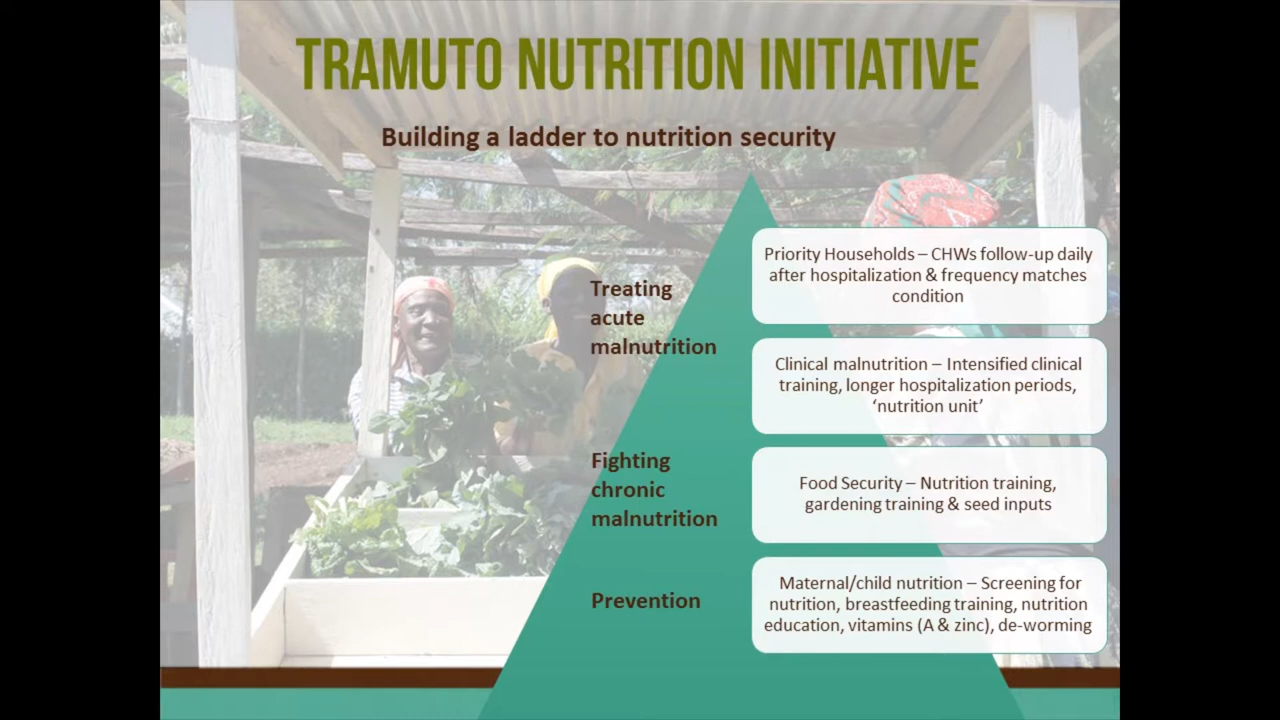 TRAMUTO NUTRITION INITIATIVE
Building a ladder to nutrition security
Treating
acute
malnutrition
Priority Households – CHWs follow-up daily
after hospitalization & frequency matches
condition
Clinical malnutrition – Intensified clinical
training, longer hospitalization periods,
‘nutrition unit’
Fighting
chronic
malnutrition
Food Security – Nutrition training,
gardening training & seed inputs
Prevention
Maternal/child nutrition – Screening for
nutrition, breastfeeding training, nutrition
education, vitamins (A & zinc), de-worming